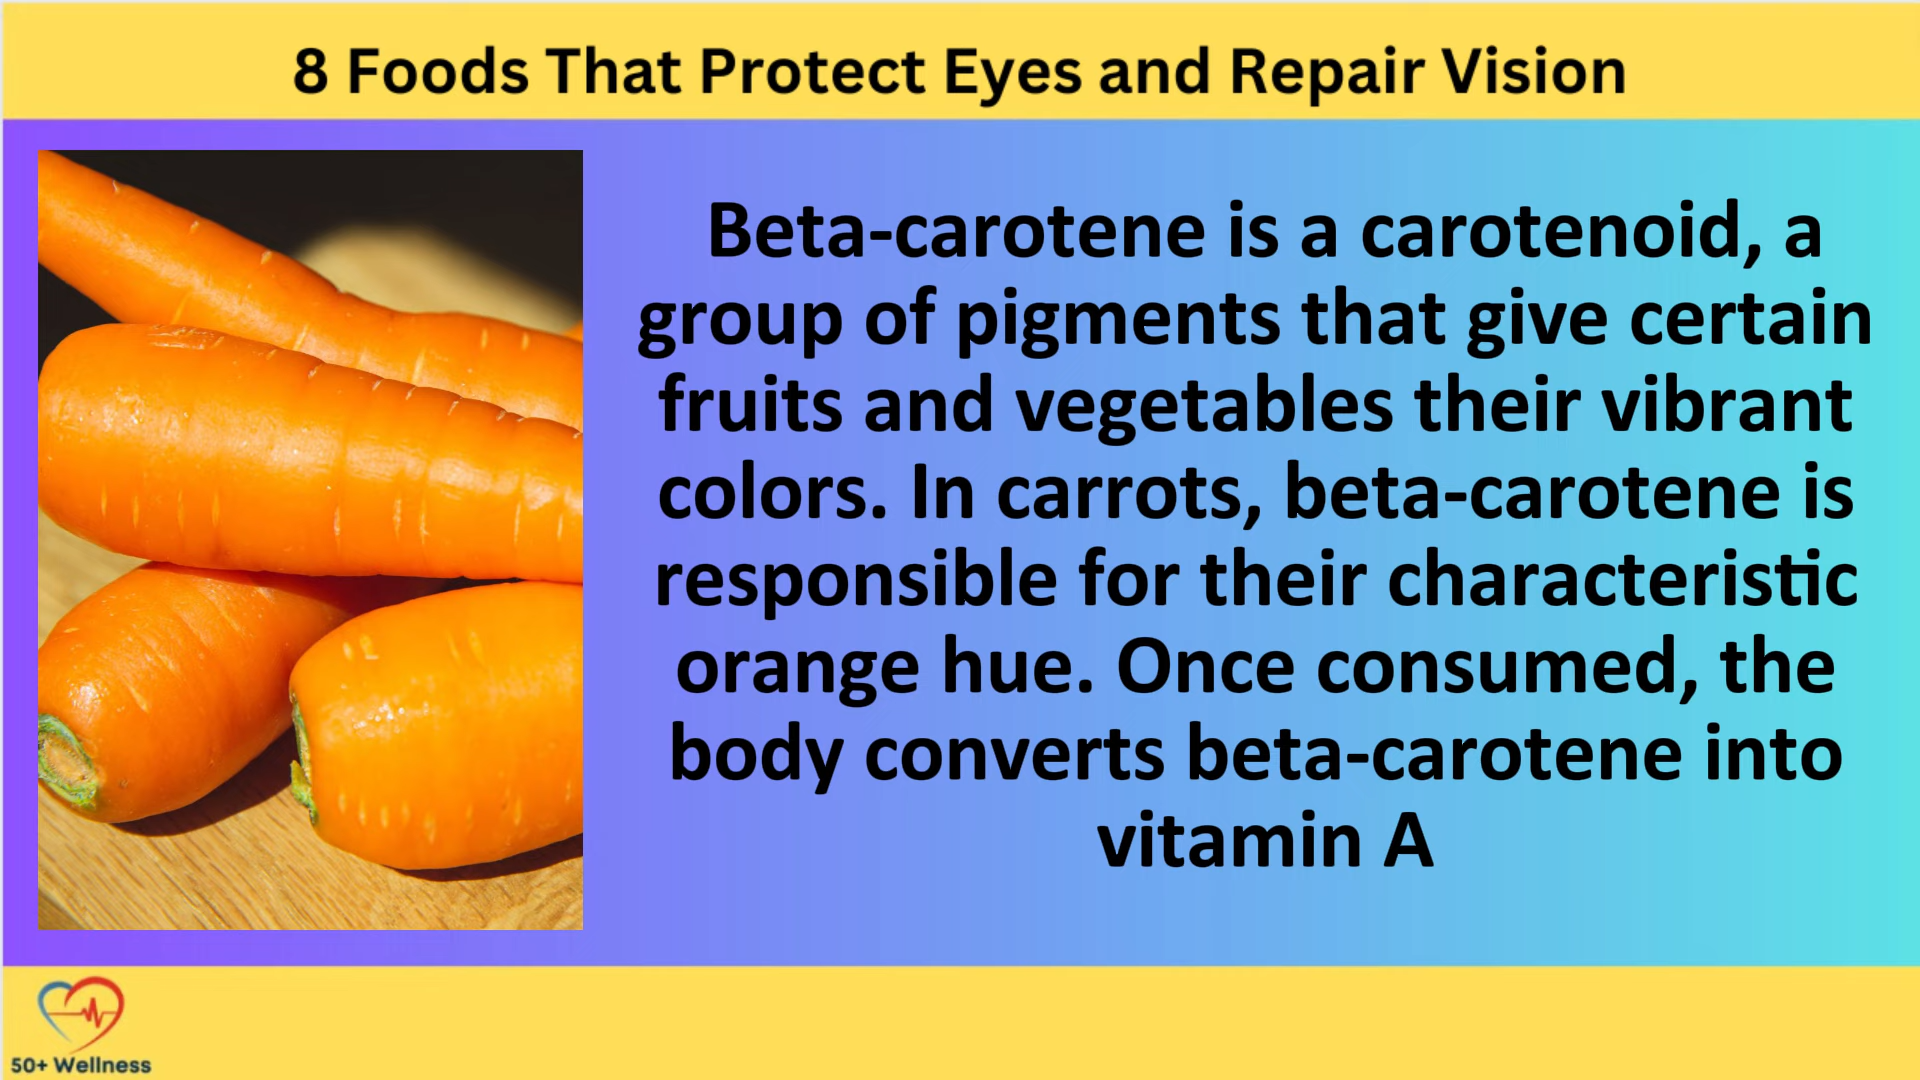 8 Foods That Protect Eyes and Repair Vision
Beta-carotene is a carotenoid, a
group of pigments that give certain
fruits and vegetables their vibrant
colors. In carrots, beta-carotene is
responsible for their characteristic
orange hue. Once consumed, the
body converts beta-carotene into
vitamin A
50+ Wellness